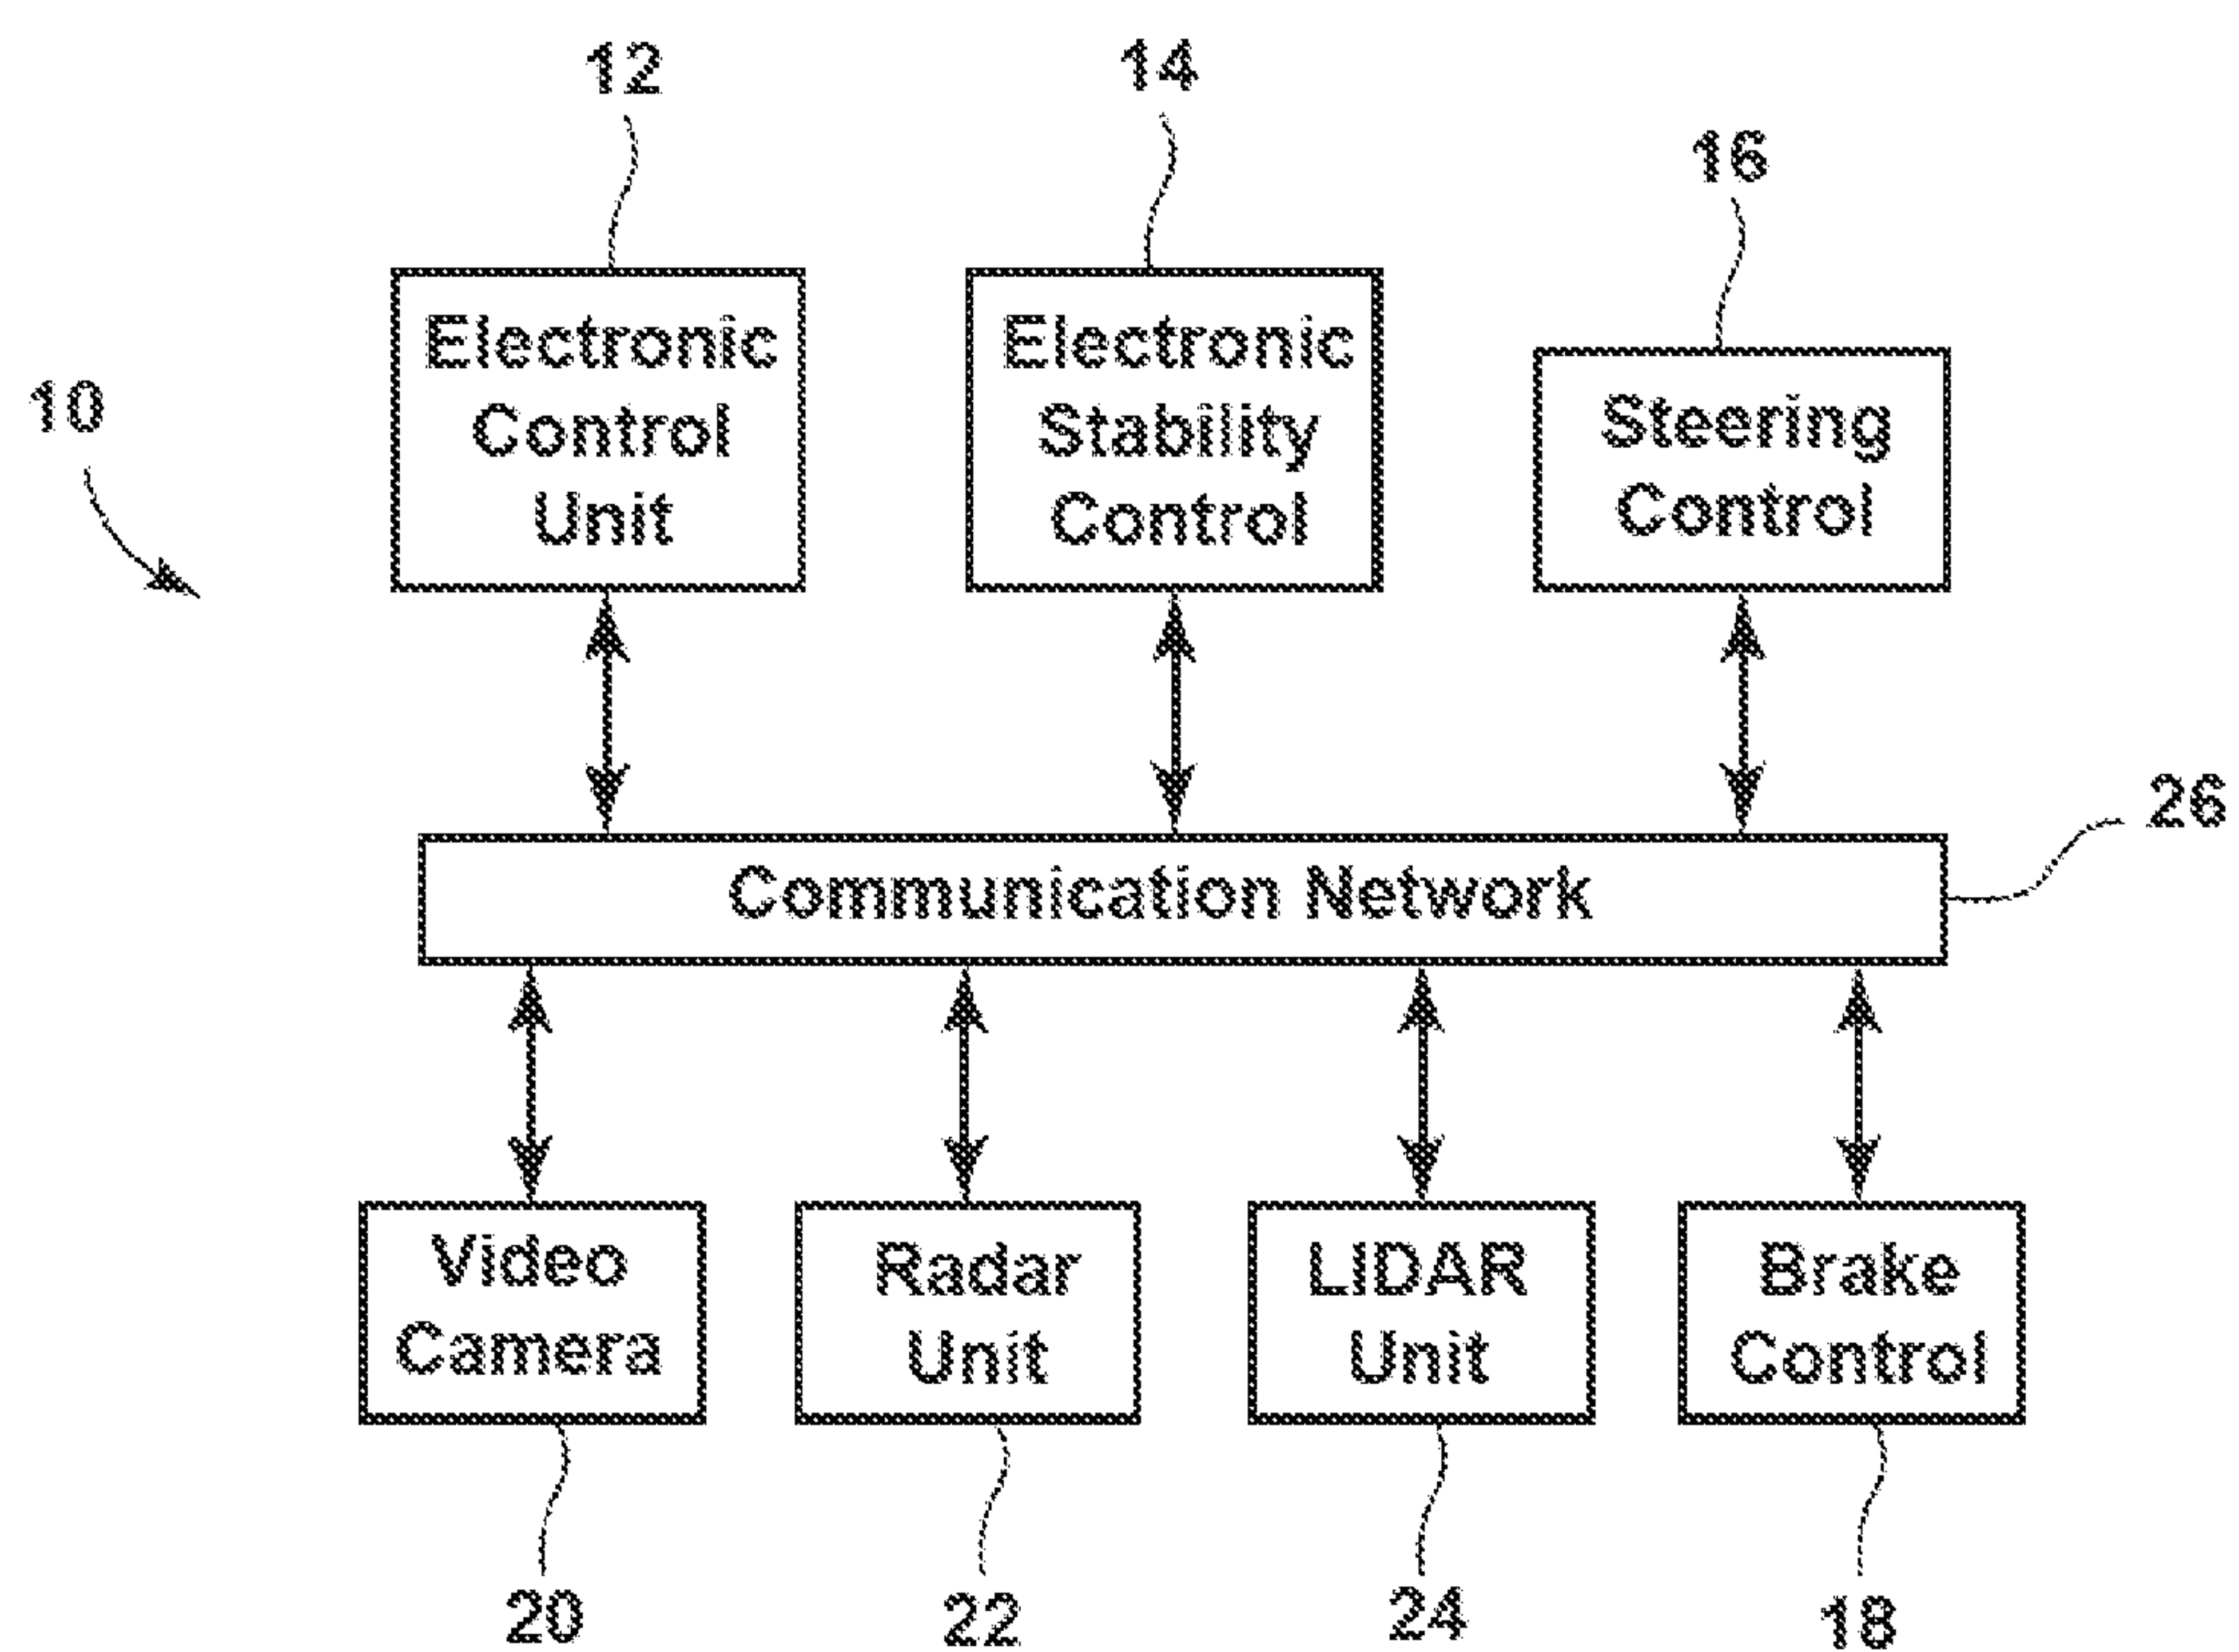 12
14
16
10
Electronic
Control
Unit
Electronic
Stability
Control
Steering
Control
26
Communication Network
Video
Camera
Radar
Unit
LIDAR
Unit
Brake
Control
20
22
24
18